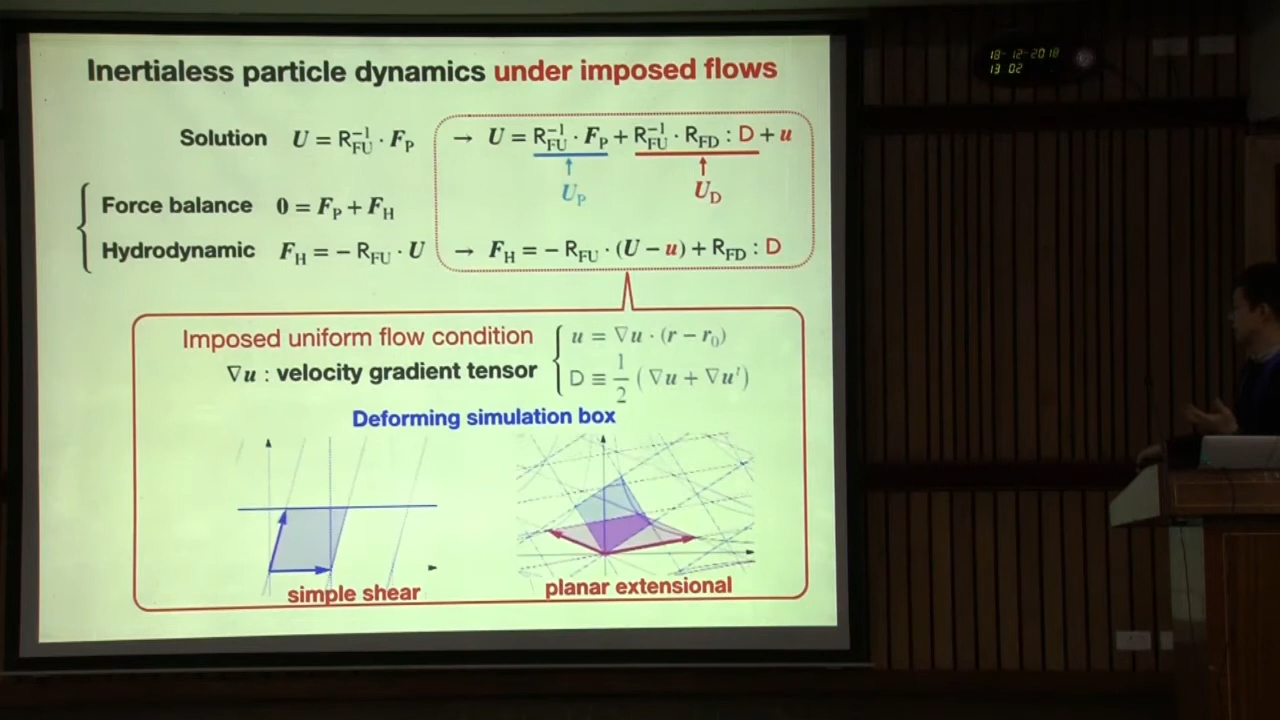 Inertialess particle dynamics under imposed flows
Solution U = R_FU^−1 · F_P → U = R_FU^−1 · F_P + R_FU^−1 · R_FD : D + u
U_P U_D
Force balance 0 = F_P + F_H
Hydrodynamic F_H = − R_FU · U → F_H = − R_FU · (U − u) + R_FD : D
Imposed uniform flow condition u = ∇u · (r − r_0)
∇u : velocity gradient tensor D ≡ 1/2 (∇u + ∇u^t)
Deforming simulation box
simple shear planar extensional
18-12-2018
13 02